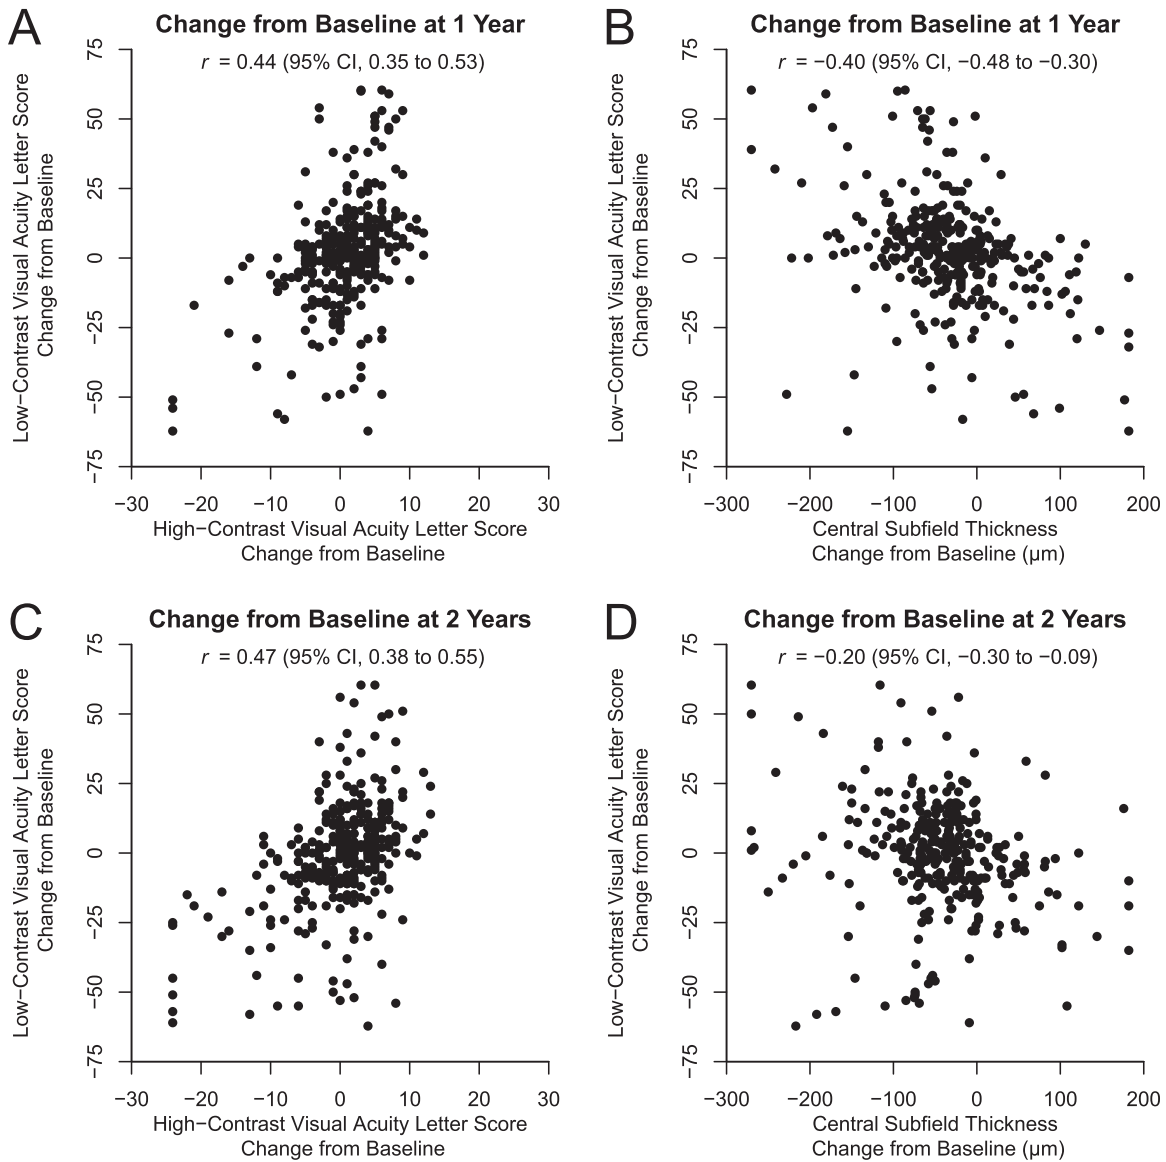 A
Change from Baseline at 1 Year
r = 0.44 (95% CI, 0.35 to 0.53)
Low−Contrast Visual Acuity Letter Score
Change from Baseline
75
50
25
0
−25
−50
−75
−30 −20 −10 0 10 20 30
High−Contrast Visual Acuity Letter Score
Change from Baseline
B
Change from Baseline at 1 Year
r = −0.40 (95% CI, −0.48 to −0.30)
Low−Contrast Visual Acuity Letter Score
Change from Baseline
75
50
25
0
−25
−50
−75
−300 −200 −100 0 100 200
Central Subfield Thickness
Change from Baseline (µm)
C
Change from Baseline at 2 Years
r = 0.47 (95% CI, 0.38 to 0.55)
Low−Contrast Visual Acuity Letter Score
Change from Baseline
75
50
25
0
−25
−50
−75
−30 −20 −10 0 10 20 30
High−Contrast Visual Acuity Letter Score
Change from Baseline
D
Change from Baseline at 2 Years
r = −0.20 (95% CI, −0.30 to −0.09)
Low−Contrast Visual Acuity Letter Score
Change from Baseline
75
50
25
0
−25
−50
−75
−300 −200 −100 0 100 200
Central Subfield Thickness
Change from Baseline (µm)